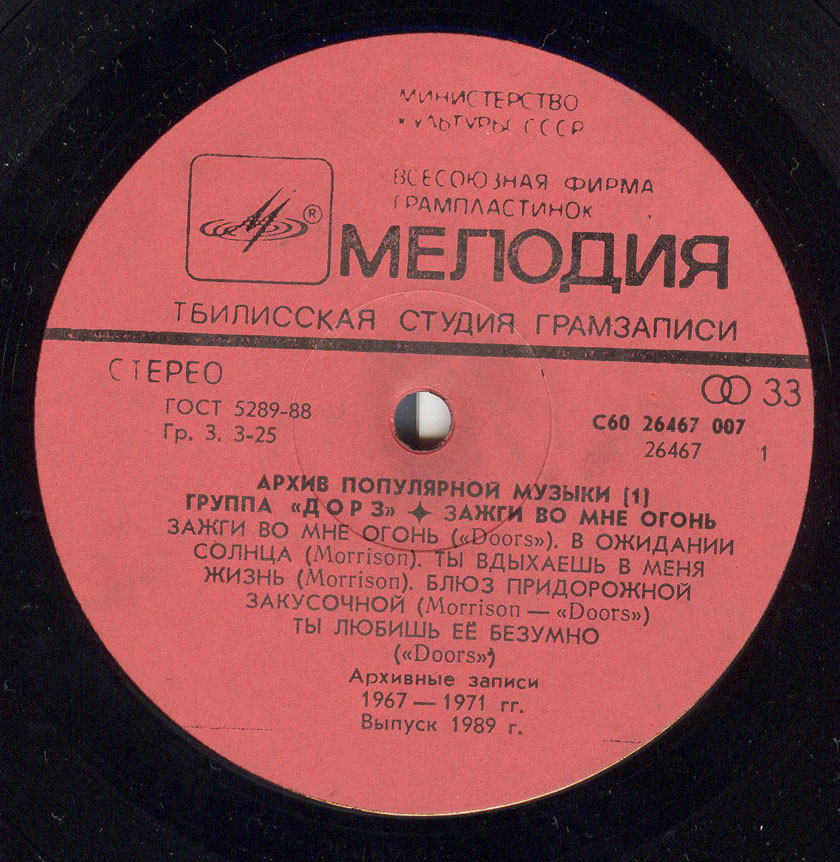 МИНИСТЕРСТВО
КУЛЬТУРЫ СССР
ВСЕСОЮЗНАЯ ФИРМА
ГРАМПЛАСТИНОК
®
МЕЛОДИЯ
ТБИЛИССКАЯ СТУДИЯ ГРАМЗАПИСИ
СТЕРЕО
33
ГОСТ 5289-88
Гр. 3. 3-25
С60 26467 007
26467 1
АРХИВ ПОПУЛЯРНОЙ МУЗЫКИ (1)
ГРУППА «ДОРЗ» ✦ ЗАЖГИ ВО МНЕ ОГОНЬ
ЗАЖГИ ВО МНЕ ОГОНЬ («Doors»). В ОЖИДАНИИ
СОЛНЦА (Morrison). ТЫ ВДЫХАЕШЬ В МЕНЯ
ЖИЗНЬ (Morrison). БЛЮЗ ПРИДОРОЖНОЙ
ЗАКУСОЧНОЙ (Morrison — «Doors»)
ТЫ ЛЮБИШЬ ЕЁ БЕЗУМНО
(«Doors»)
Архивные записи
1967 — 1971 гг.
Выпуск 1989 г.